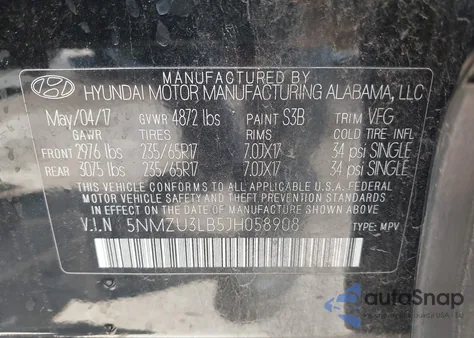 MANUFACTURED BY
HYUNDAI MOTOR MANUFACTURING ALABAMA, LLC
May/04/17 GVWR 4872 lbs PAINT S3B TRIM VFG
GAWR TIRES RIMS COLD TIRE INFL
FRONT 2976 lbs 235/65R17 7.0JX17 34 psi SINGLE
REAR 3075 lbs 235/65R17 7.0JX17 34 psi SINGLE
THIS VEHICLE CONFORMS TO ALL APPLICABLE U.S.A. FEDERAL
MOTOR VEHICLE SAFETY AND THEFT PREVENTION STANDARDS
IN EFFECT ON THE DATE OF MANUFACTURE SHOWN ABOVE.
V.I.N 5NMZU3LB5JH058908 TYPE: MPV
autoSnap